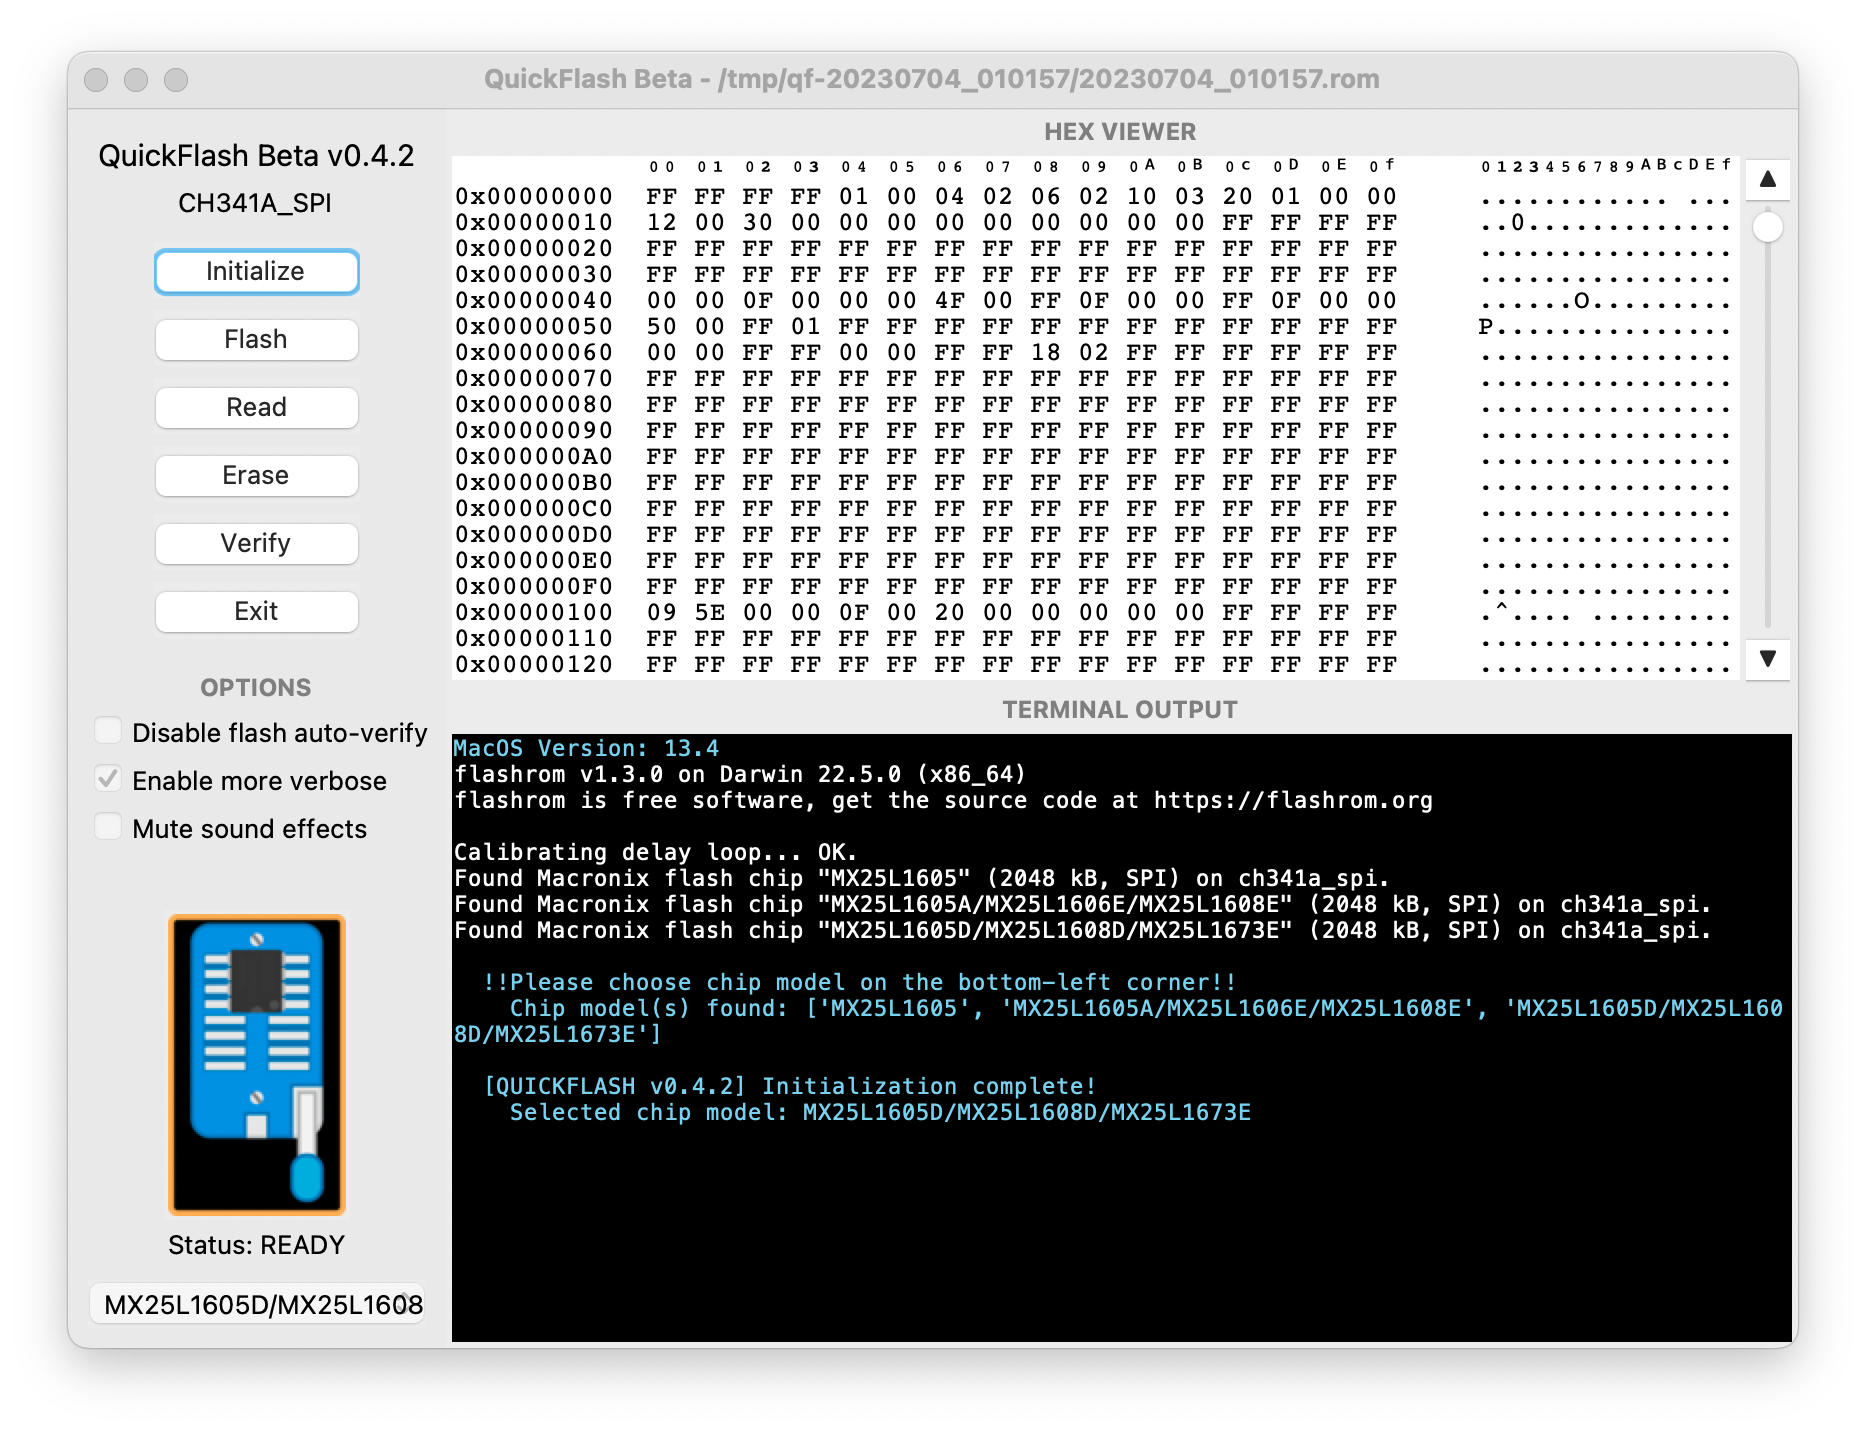 QuickFlash Beta - /tmp/qf-20230704_010157/20230704_010157.rom
QuickFlash Beta v0.4.2
CH341A_SPI
Initialize
Flash
Read
Erase
Verify
Exit
OPTIONS
Disable flash auto-verify
Enable more verbose
Mute sound effects
Status: READY
MX25L1605D/MX25L1608
HEX VIEWER
00 01 02 03 04 05 06 07 08 09 0A 0B 0C 0D 0E 0f 0123456789ABCDEf
0x00000000 FF FF FF FF 01 00 04 02 06 02 10 03 20 01 00 00 ............ ...
0x00000010 12 00 30 00 00 00 00 00 00 00 00 00 FF FF FF FF ..0.............
0x00000020 FF FF FF FF FF FF FF FF FF FF FF FF FF FF FF FF ................
0x00000030 FF FF FF FF FF FF FF FF FF FF FF FF FF FF FF FF ................
0x00000040 00 00 0F 00 00 00 4F 00 FF 0F 00 00 FF 0F 00 00 ......O.........
0x00000050 50 00 FF 01 FF FF FF FF FF FF FF FF FF FF FF FF P...............
0x00000060 00 00 FF FF 00 00 FF FF 18 02 FF FF FF FF FF FF ................
0x00000070 FF FF FF FF FF FF FF FF FF FF FF FF FF FF FF FF ................
0x00000080 FF FF FF FF FF FF FF FF FF FF FF FF FF FF FF FF ................
0x00000090 FF FF FF FF FF FF FF FF FF FF FF FF FF FF FF FF ................
0x000000A0 FF FF FF FF FF FF FF FF FF FF FF FF FF FF FF FF ................
0x000000B0 FF FF FF FF FF FF FF FF FF FF FF FF FF FF FF FF ................
0x000000C0 FF FF FF FF FF FF FF FF FF FF FF FF FF FF FF FF ................
0x000000D0 FF FF FF FF FF FF FF FF FF FF FF FF FF FF FF FF ................
0x000000E0 FF FF FF FF FF FF FF FF FF FF FF FF FF FF FF FF ................
0x000000F0 FF FF FF FF FF FF FF FF FF FF FF FF FF FF FF FF ................
0x00000100 09 5E 00 00 0F 00 20 00 00 00 00 00 FF FF FF FF .^.... .........
0x00000110 FF FF FF FF FF FF FF FF FF FF FF FF FF FF FF FF ................
0x00000120 FF FF FF FF FF FF FF FF FF FF FF FF FF FF FF FF ................
TERMINAL OUTPUT
MacOS Version: 13.4
flashrom v1.3.0 on Darwin 22.5.0 (x86_64)
flashrom is free software, get the source code at https://flashrom.org
Calibrating delay loop... OK.
Found Macronix flash chip "MX25L1605" (2048 kB, SPI) on ch341a_spi.
Found Macronix flash chip "MX25L1605A/MX25L1606E/MX25L1608E" (2048 kB, SPI) on ch341a_spi.
Found Macronix flash chip "MX25L1605D/MX25L1608D/MX25L1673E" (2048 kB, SPI) on ch341a_spi.
!!Please choose chip model on the bottom-left corner!!
Chip model(s) found: ['MX25L1605', 'MX25L1605A/MX25L1606E/MX25L1608E', 'MX25L1605D/MX25L160
8D/MX25L1673E']
[QUICKFLASH v0.4.2] Initialization complete!
Selected chip model: MX25L1605D/MX25L1608D/MX25L1673E